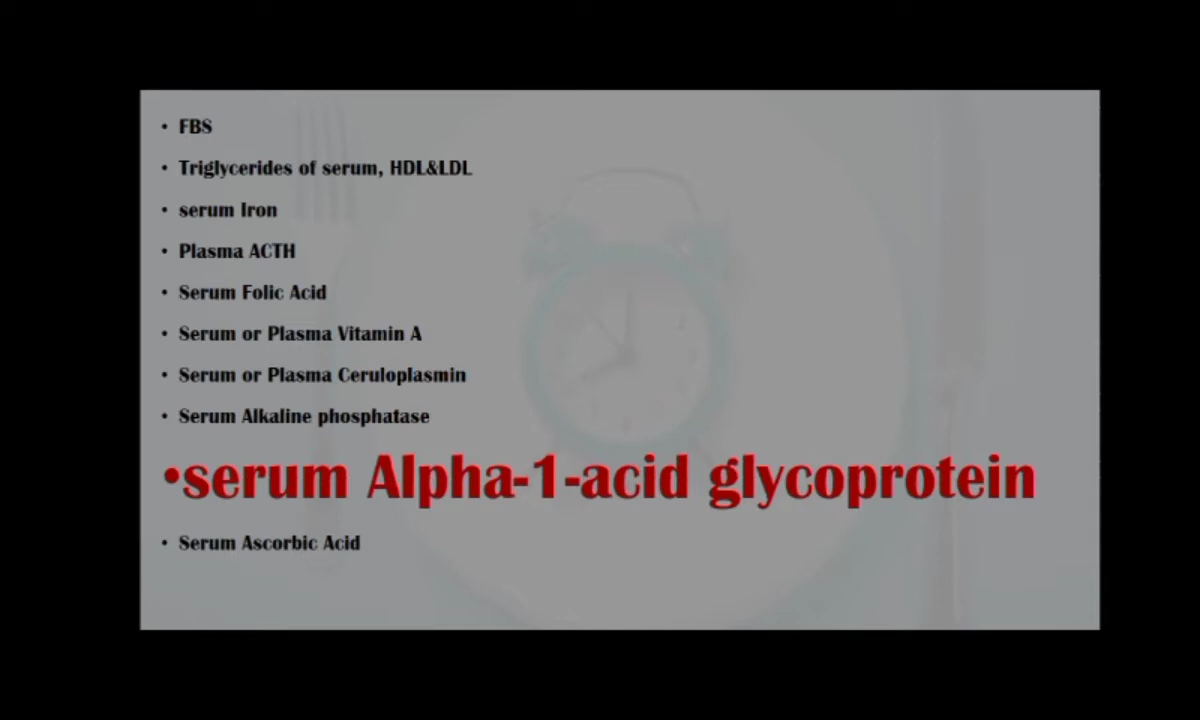 • FBS
• Triglycerides of serum, HDL&LDL
• serum Iron
• Plasma ACTH
• Serum Folic Acid
• Serum or Plasma Vitamin A
• Serum or Plasma Ceruloplasmin
• Serum Alkaline phosphatase
•serum Alpha-1-acid glycoprotein
• Serum Ascorbic Acid